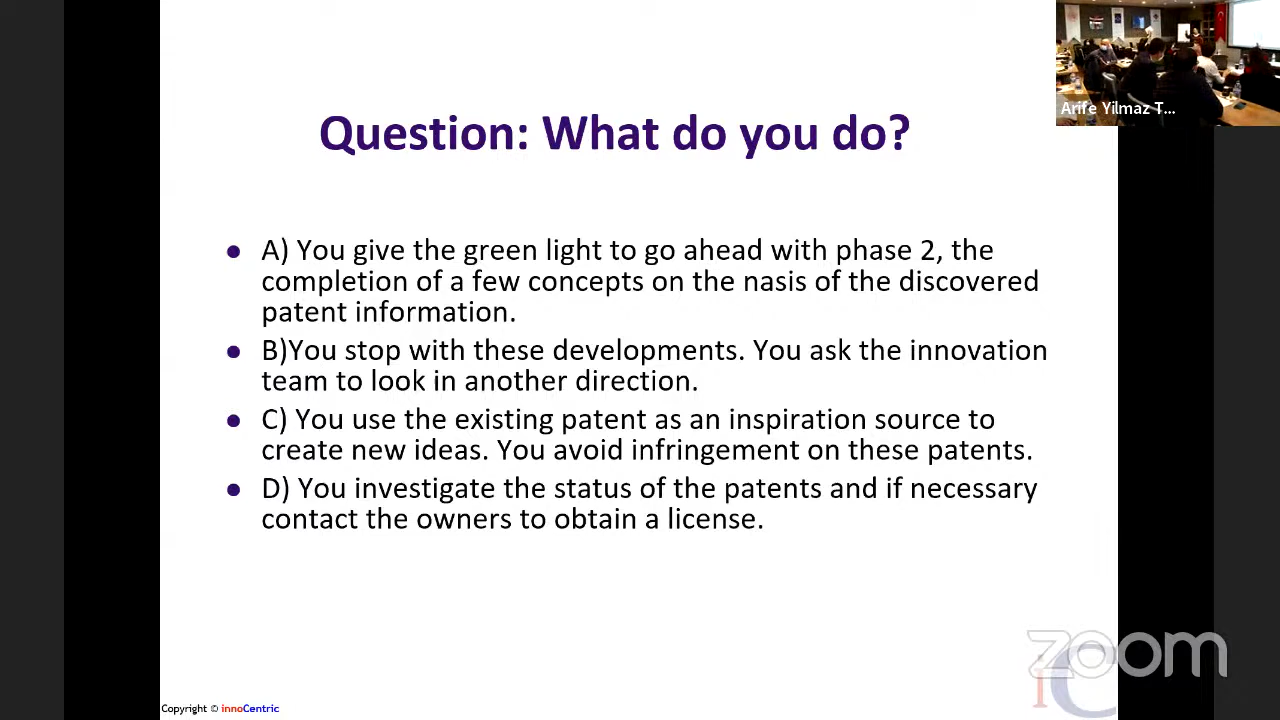 Arife Yilmaz T...
Question: What do you do?
A) You give the green light to go ahead with phase 2, the
completion of a few concepts on the nasis of the discovered
patent information.
B)You stop with these developments. You ask the innovation
team to look in another direction.
C) You use the existing patent as an inspiration source to
create new ideas. You avoid infringement on these patents.
D) You investigate the status of the patents and if necessary
contact the owners to obtain a license.
zoom
iC
Copyright © innoCentric